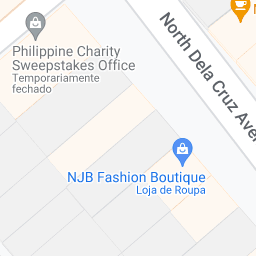 Philippine Charity
Sweepstakes Office
Temporariamente
fechado
North Dela Cruz Ave
NJB Fashion Boutique
Loja de Roupa